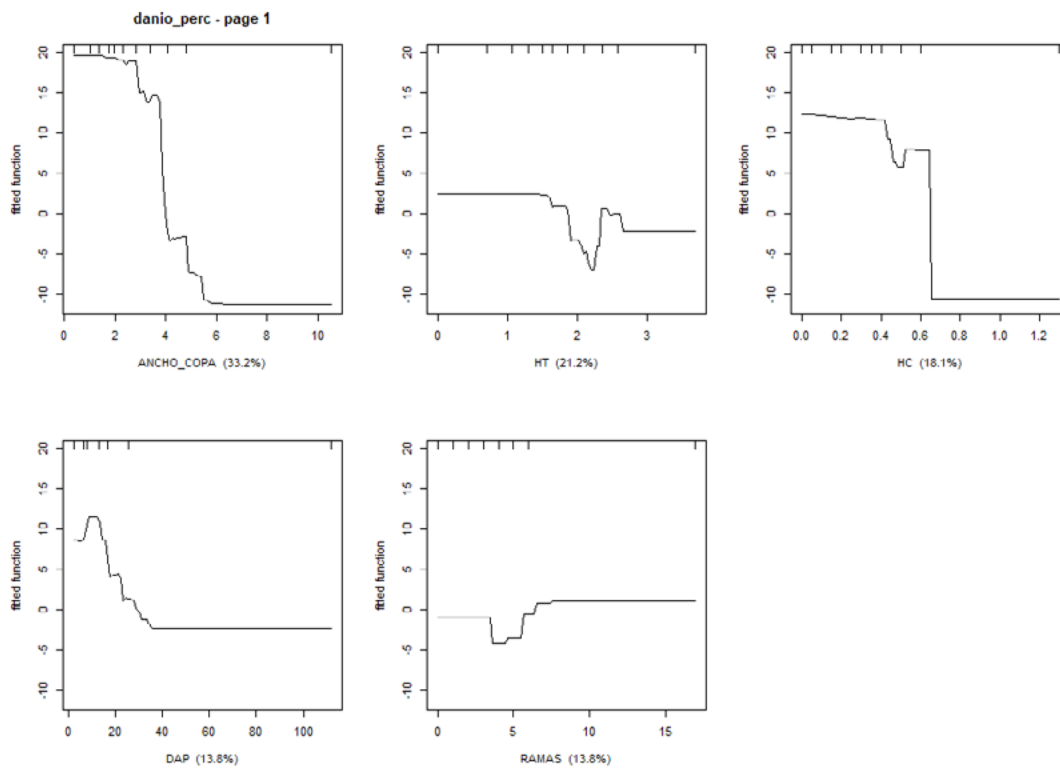 danio_perc - page 1
20
15
10
5
0
-5
-10
fitted function
0 2 4 6 8 10
ANCHO_COPA (33.2%)
20
15
10
5
0
-5
-10
fitted function
0 1 2 3
HT (21.2%)
20
15
10
5
0
-5
-10
fitted function
0.0 0.2 0.4 0.6 0.8 1.0 1.2
HC (18.1%)
20
15
10
5
0
-5
-10
fitted function
0 20 40 60 80 100
DAP (13.8%)
20
15
10
5
0
-5
-10
fitted function
0 5 10 15
RAMAS (13.8%)